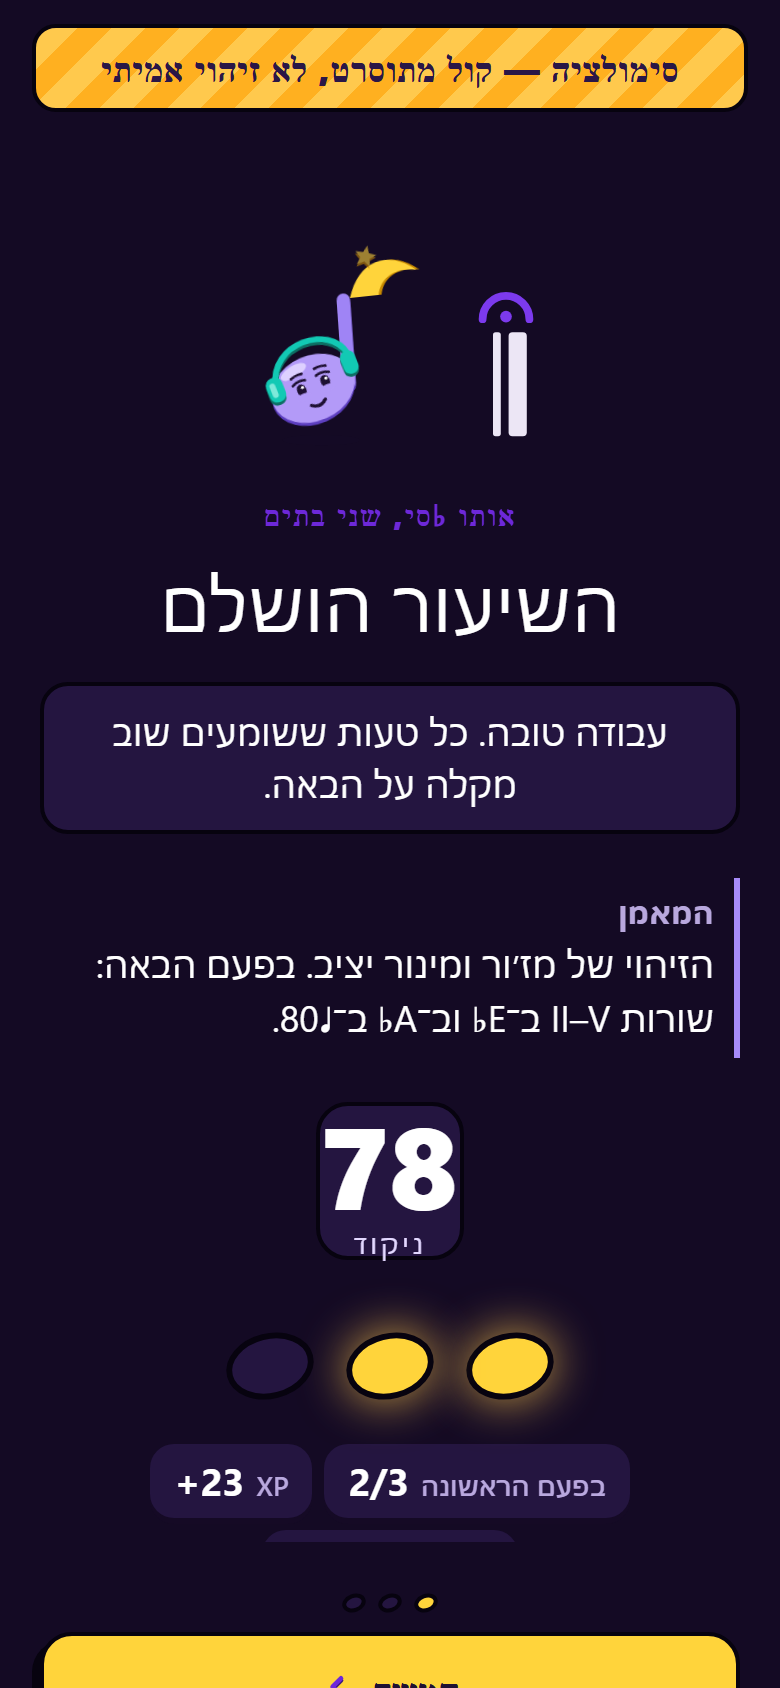 סימולציה — קול מתוסרט, לא זיהוי אמיתי
אותו ♭סי, שני בתים
השיעור הושלם
עבודה טובה. כל טעות ששומעים שוב
מקלה על הבאה.
המאמן
הזיהוי של מז׳ור ומינור יציב. בפעם הבאה:
שורות II–V ב־E♭ וב־A♭ ב־♩80.
78
ניקוד
בפעם הראשונה 2/3
XP +23